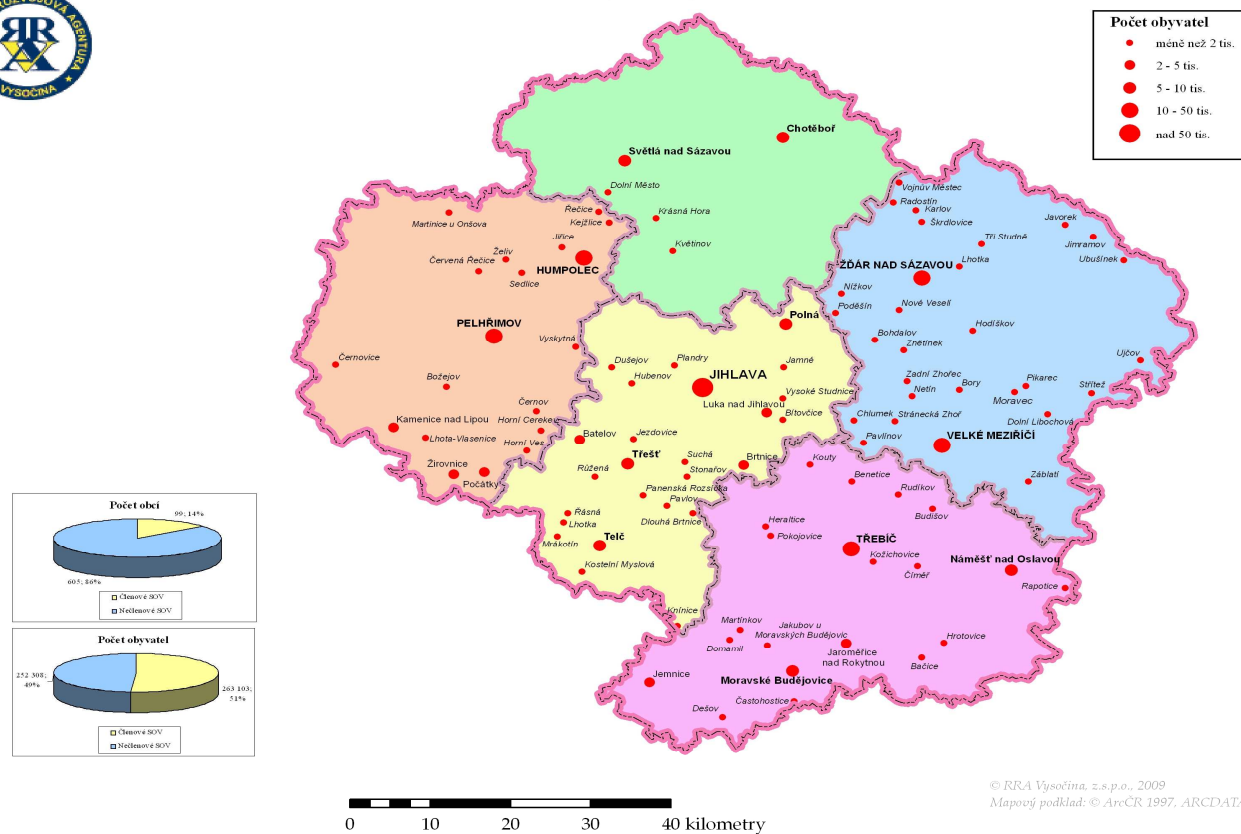 ROZVOJOVÁ AGENTURA
RR
VYSOČINA
Počet obyvatel
méně než 2 tis.
2 - 5 tis.
5 - 10 tis.
10 - 50 tis.
nad 50 tis.
Chotěboř
Světlá nad Sázavou
Dolní Město
Krásná Hora
Květinov
Vojnův Městec
Radostín
Karlov
Škrdlovice
Javorek
Jimramov
Ubušínek
Tři Studně
Lhotka
ŽĎÁR NAD SÁZAVOU
Nížkov
Poděšín
Nové Veselí
Hodíškov
Bohdalov
Znětínek
Ujčov
Zadní Zhořec
Netín
Bory
Pikarec
Moravec
Střítež
Dolní Libochová
Chlumek
Stránecká Zhoř
Pavlínov
VELKÉ MEZIŘÍČÍ
Záblatí
Martinice u Onšova
Řečice
Kejžlice
Jiřice
Želiv
Červená Řečice
Sedlice
HUMPOLEC
PELHŘIMOV
Vyskytná
Černovice
Božejov
Černov
Kamenice nad Lipou
Horní Cerekev
Lhota-Vlasenice
Horní Ves
Žirovnice
Počátky
Polná
Dušejov
Plandry
Jamné
Hubenov
JIHLAVA
Vysoké Studnice
Luka nad Jihlavou
Bítovčice
Batelov
Jezdovice
Třešť
Suchá
Brtnice
Růžená
Stonařov
Panenská Rozsíčka
Pavlov
Řásná
Lhotka
Dlouhá Brtnice
Mrákotín
Telč
Kostelní Myslová
Knínice
Kouty
Benetice
Rudíkov
Budišov
Heraltice
Pokojovice
TŘEBÍČ
Kožichovice
Číměř
Náměšť nad Oslavou
Rapotice
Martínkov
Jakubov u
Moravských Budějovic
Domamil
Hrotovice
Jaroměřice
nad Rokytnou
Bačice
Jemnice
Moravské Budějovice
Častohostice
Dešov
Počet obcí
99; 14%
605; 86%
Členové SOV
Nečlenové SOV
Počet obyvatel
252 308;
49%
263 103;
51%
Členové SOV
Nečlenové SOV
0 10 20 30 40 kilometry
© RRA Vysočina, z.s.p.o., 2009
Mapový podklad: © ArcČR 1997, ARCDATA